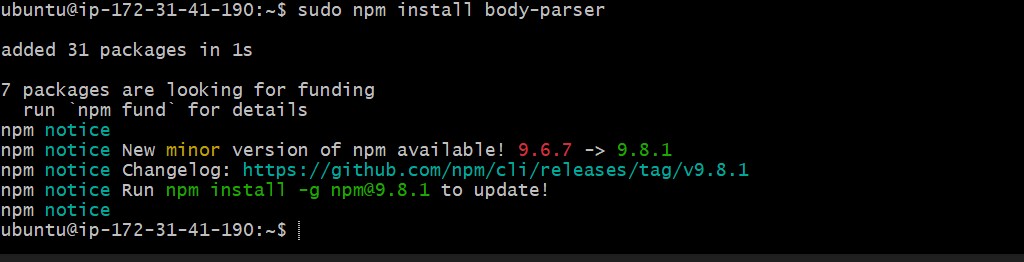 ubuntu@ip-172-31-41-190:~$ sudo npm install body-parser
added 31 packages in 1s
7 packages are looking for funding
  run `npm fund` for details
npm notice
npm notice New minor version of npm available! 9.6.7 -> 9.8.1
npm notice Changelog: https://github.com/npm/cli/releases/tag/v9.8.1
npm notice Run npm install -g npm@9.8.1 to update!
npm notice
ubuntu@ip-172-31-41-190:~$